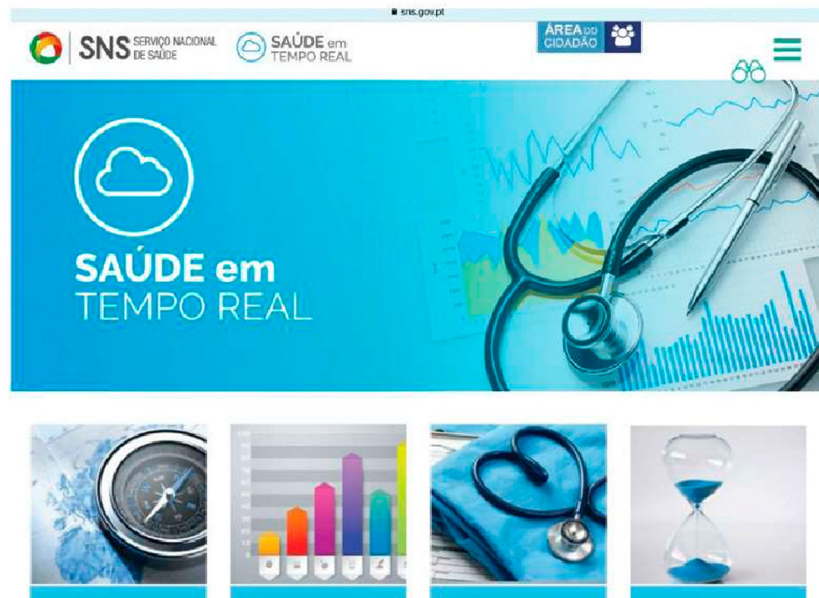 sns.gov.pt
SNS SERVIÇO NACIONAL
DE SAÚDE
SAÚDE em
TEMPO REAL
ÁREA DO
CIDADÃO
SAÚDE em
TEMPO REAL